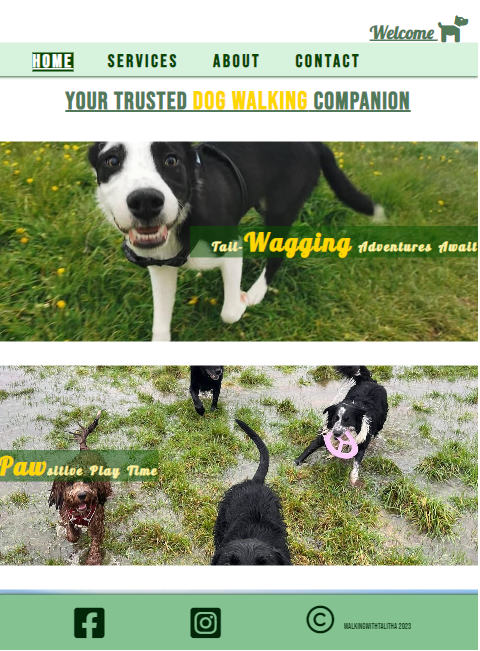 Welcome
HOME SERVICES ABOUT CONTACT
YOUR TRUSTED DOG WALKING COMPANION
Tail-Wagging Adventures Await
Pawsitive Play Time
© WALKINGWITHTALITHA 2023